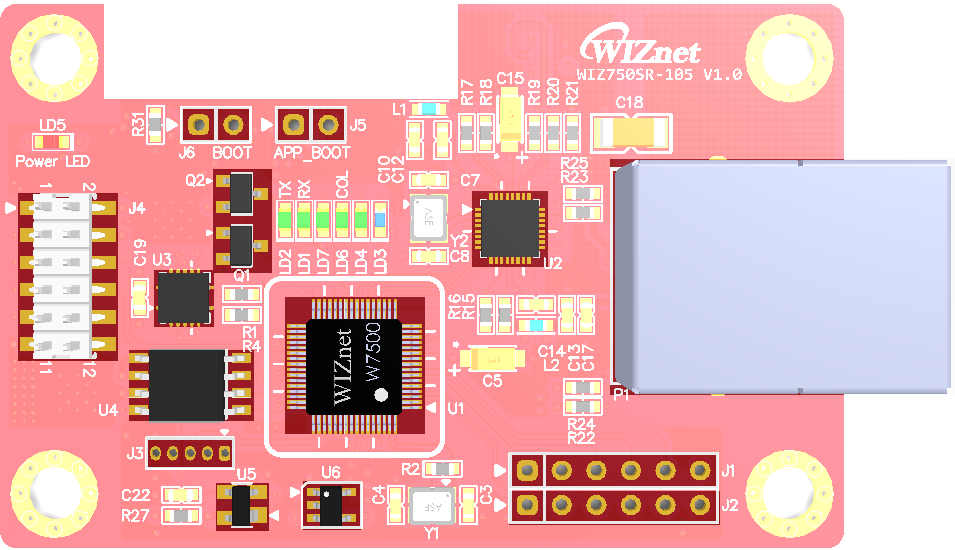 WIZnet
WIZ750SR-105 V1.0
C15
R17
R18
R19
R20
R21
C18
L1
R31
J6
BOOT
APP_BOOT
J5
LD5
Power LED
C10
C12
R25
R23
Q2
TX
RX
COL
C7
1
2
J4
ASE
Y2
C8
U2
C19
U3
Q1
LD2
LD1
LD7
LD6
LD4
LD3
R1
R4
R16
R15
WIZnet
W7500
C14
L2
C13
C17
C5
11
12
P1
U4
U1
R24
R22
J3
R2
J1
U5
U6
C22
R27
C4
ASE
C3
J2
Y1